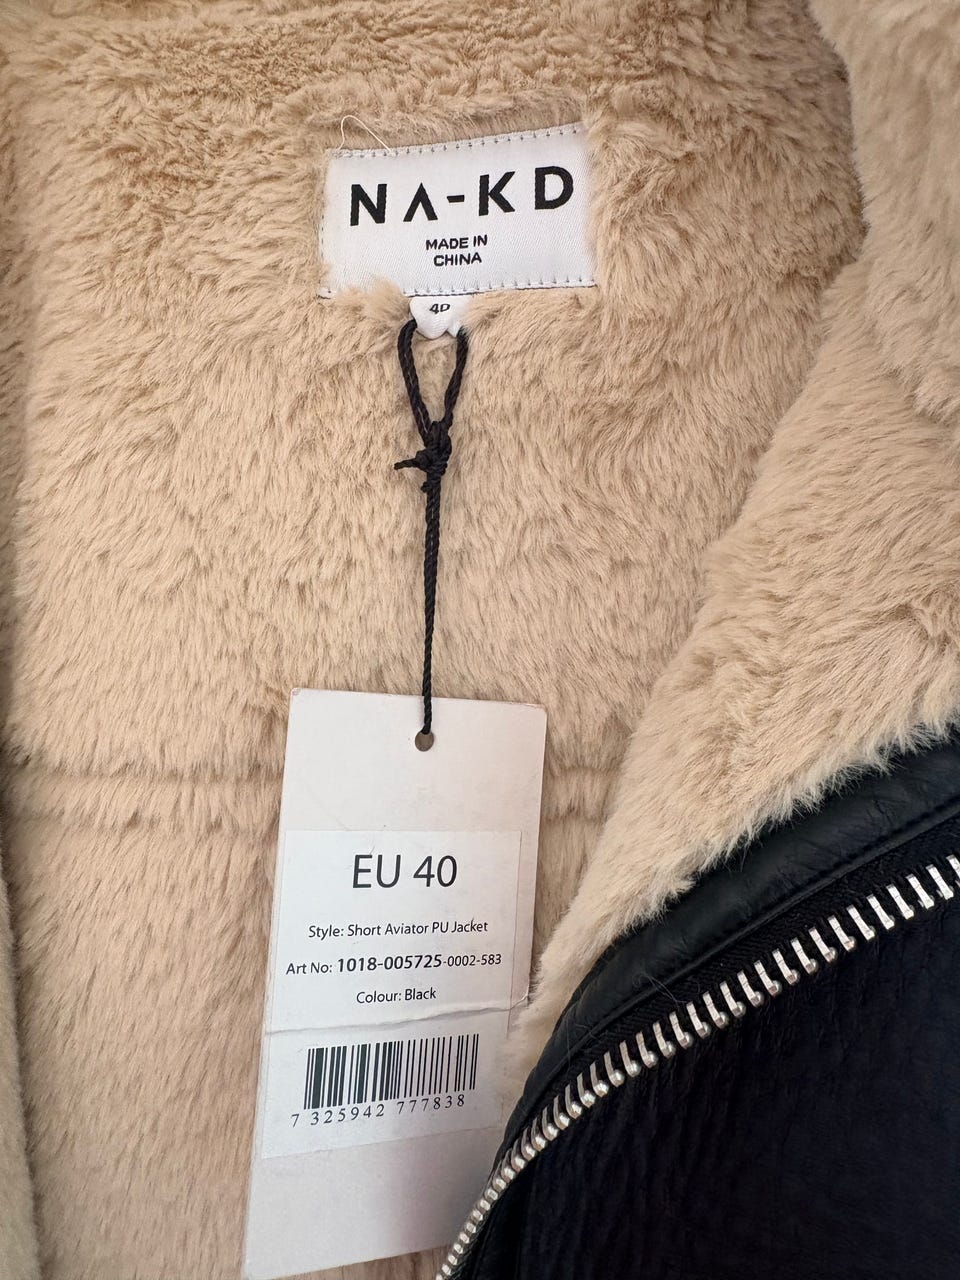 NA-KD
MADE IN
CHINA
40
EU 40
Style: Short Aviator PU Jacket
Art No: 1018-005725-0002-583
Colour: Black
7 325942 777838